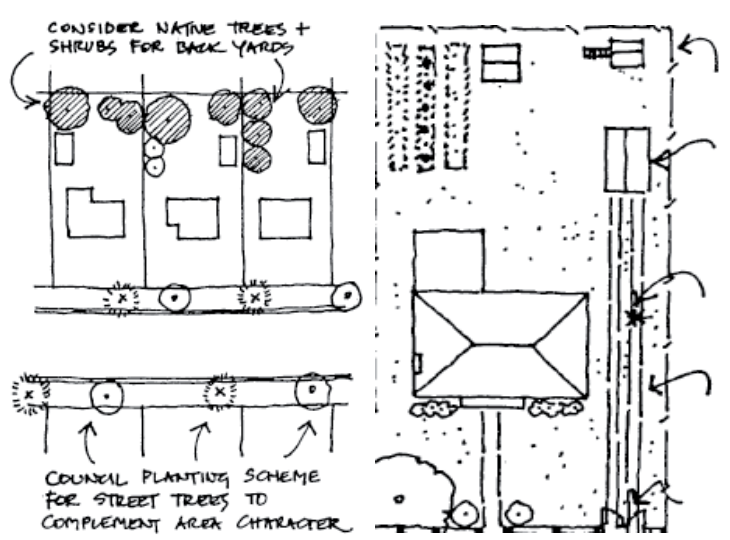 CONSIDER NATIVE TREES +
SHRUBS FOR BACK YARDS
COUNCIL PLANTING SCHEME
FOR STREET TREES TO
COMPLEMENT AREA CHARACTER